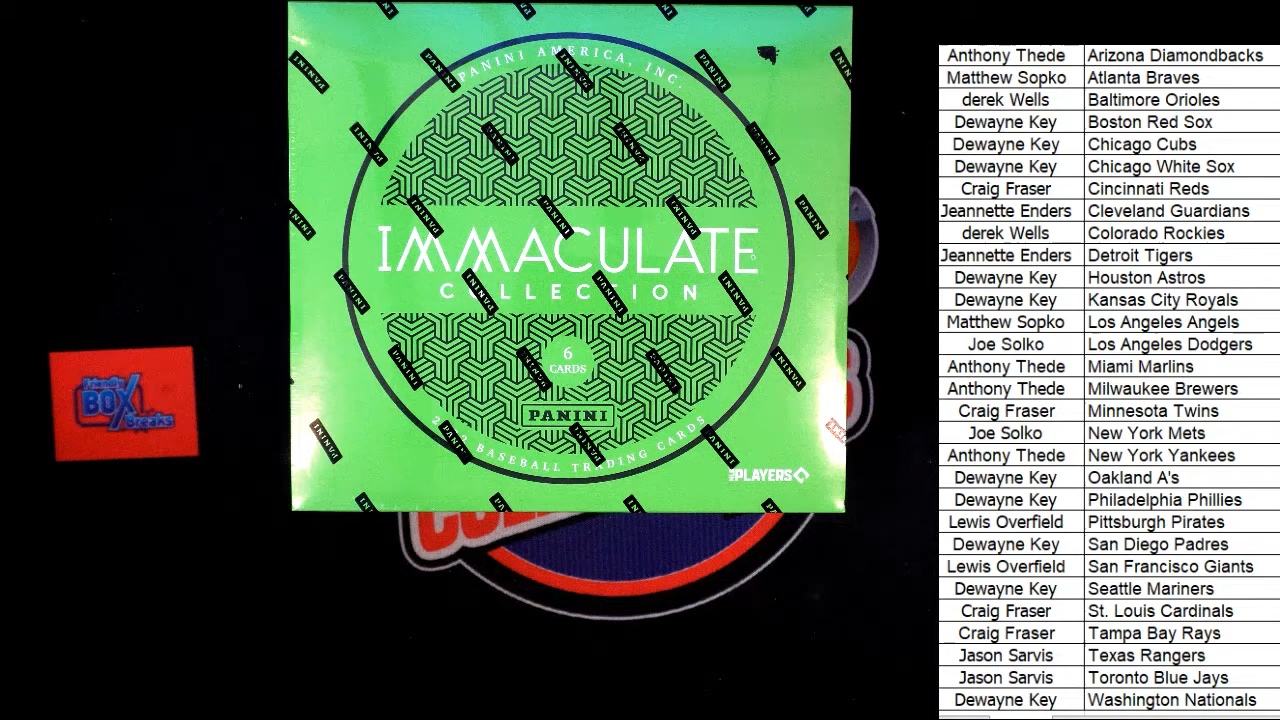 PANINI AMERICA, INC.
IMMACULATE
COLLECTION
6
CARDS
PANINI
BASEBALL TRADING CARDS
PLAYERS
Friendly
BOX
Breaks
Anthony Thede Arizona Diamondbacks
Matthew Sopko Atlanta Braves
derek Wells Baltimore Orioles
Dewayne Key Boston Red Sox
Dewayne Key Chicago Cubs
Dewayne Key Chicago White Sox
Craig Fraser Cincinnati Reds
Jeannette Enders Cleveland Guardians
derek Wells Colorado Rockies
Jeannette Enders Detroit Tigers
Dewayne Key Houston Astros
Dewayne Key Kansas City Royals
Matthew Sopko Los Angeles Angels
Joe Solko Los Angeles Dodgers
Anthony Thede Miami Marlins
Anthony Thede Milwaukee Brewers
Craig Fraser Minnesota Twins
Joe Solko New York Mets
Anthony Thede New York Yankees
Dewayne Key Oakland A's
Dewayne Key Philadelphia Phillies
Lewis Overfield Pittsburgh Pirates
Dewayne Key San Diego Padres
Lewis Overfield San Francisco Giants
Dewayne Key Seattle Mariners
Craig Fraser St. Louis Cardinals
Craig Fraser Tampa Bay Rays
Jason Sarvis Texas Rangers
Jason Sarvis Toronto Blue Jays
Dewayne Key Washington Nationals